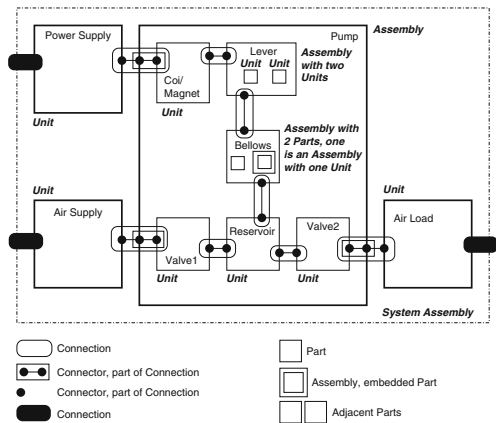 Power Supply
Unit
Pump
Assembly
Coi/
Magnet
Unit
Lever
Unit Unit
Assembly
with two
Units
Bellows
Assembly with
2 Parts, one
is an Assembly
with one Unit
Unit
Air Supply
Valve1
Unit
Reservoir
Unit
Valve2
Unit
Unit
Air Load
System Assembly
Connection
Connector, part of Connection
Connector, part of Connection
Connection
Part
Assembly, embedded Part
Adjacent Parts